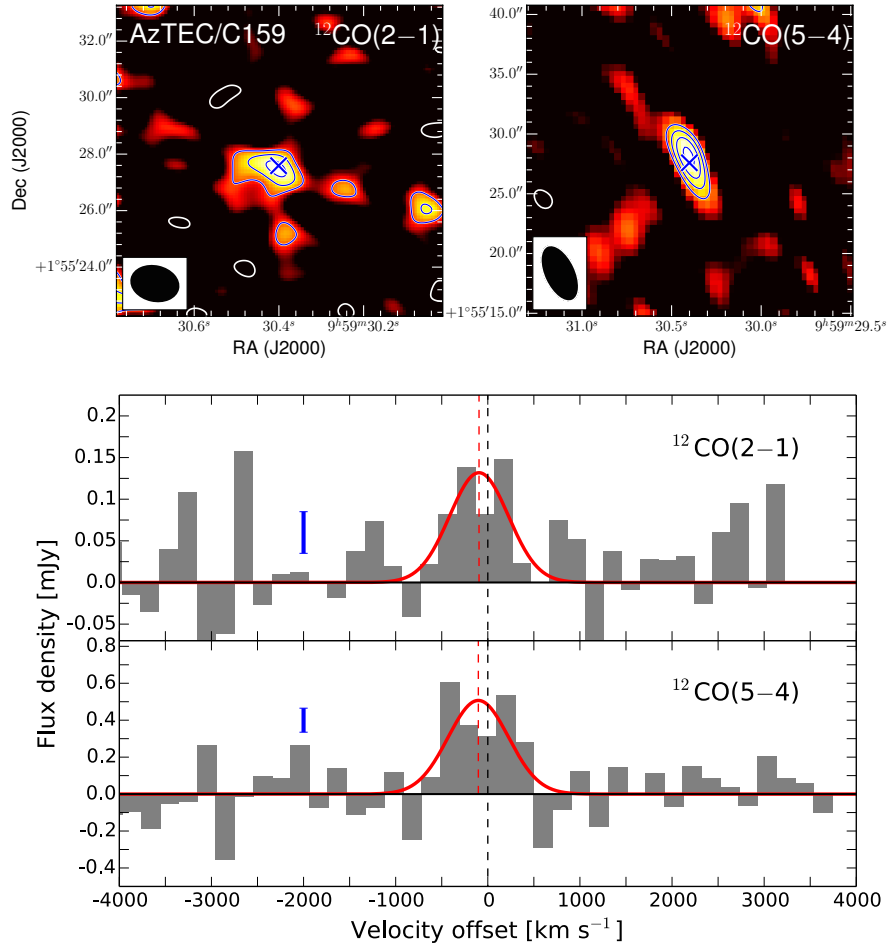 AzTEC/C159 ¹²CO(2−1)
33.0″
30.0″
28.0″
26.0″
+1°55′24.0″
Dec (J2000)
30.6ˢ 30.4ˢ 9ʰ59ᵐ30.2ˢ
RA (J2000)
¹²CO(5−4)
40.0″
35.0″
30.0″
25.0″
20.0″
+1°55′15.0″
31.0ˢ 30.5ˢ 30.0ˢ 9ʰ59ᵐ29.5ˢ
RA (J2000)
¹²CO(2−1)
0.2
0.15
0.1
0.05
0.0
-0.05
¹²CO(5−4)
0.8
0.6
0.4
0.2
0.0
-0.2
-0.4
Flux density [mJy]
-4000 -3000 -2000 -1000 0 1000 2000 3000 4000
Velocity offset [km s⁻¹]